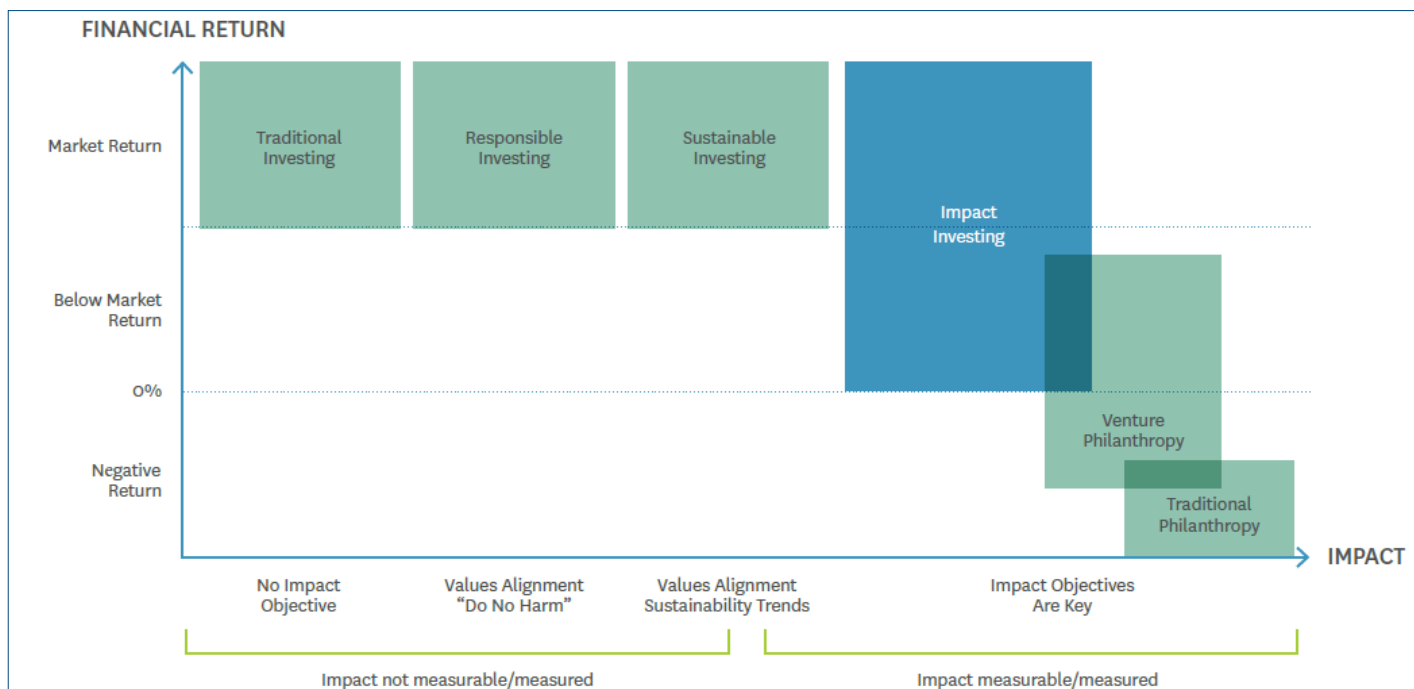 FINANCIAL RETURN
Market Return
Traditional
Investing
Responsible
Investing
Sustainable
Investing
Impact
Investing
Below Market
Return
0%
Venture
Philanthropy
Negative
Return
Traditional
Philanthropy
IMPACT
No Impact
Objective
Values Alignment
“Do No Harm”
Values Alignment
Sustainability Trends
Impact Objectives
Are Key
Impact not measurable/measured
Impact measurable/measured